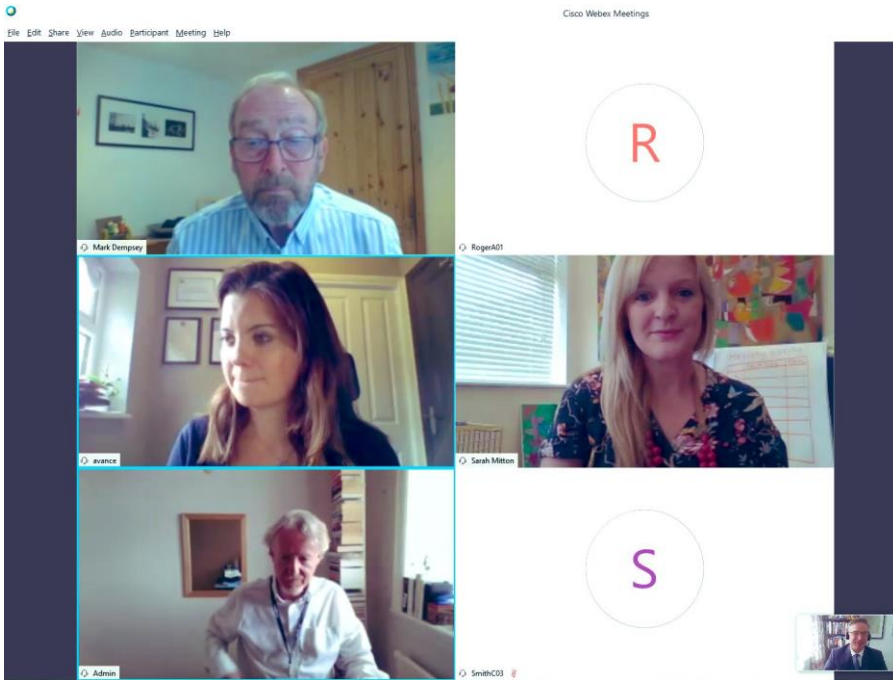 Cisco Webex Meetings
File Edit Share View Audio Participant Meeting Help
R
Mark Dempsey
RogerA01
avance
Sarah Mitton
S
Admin
SmithC03